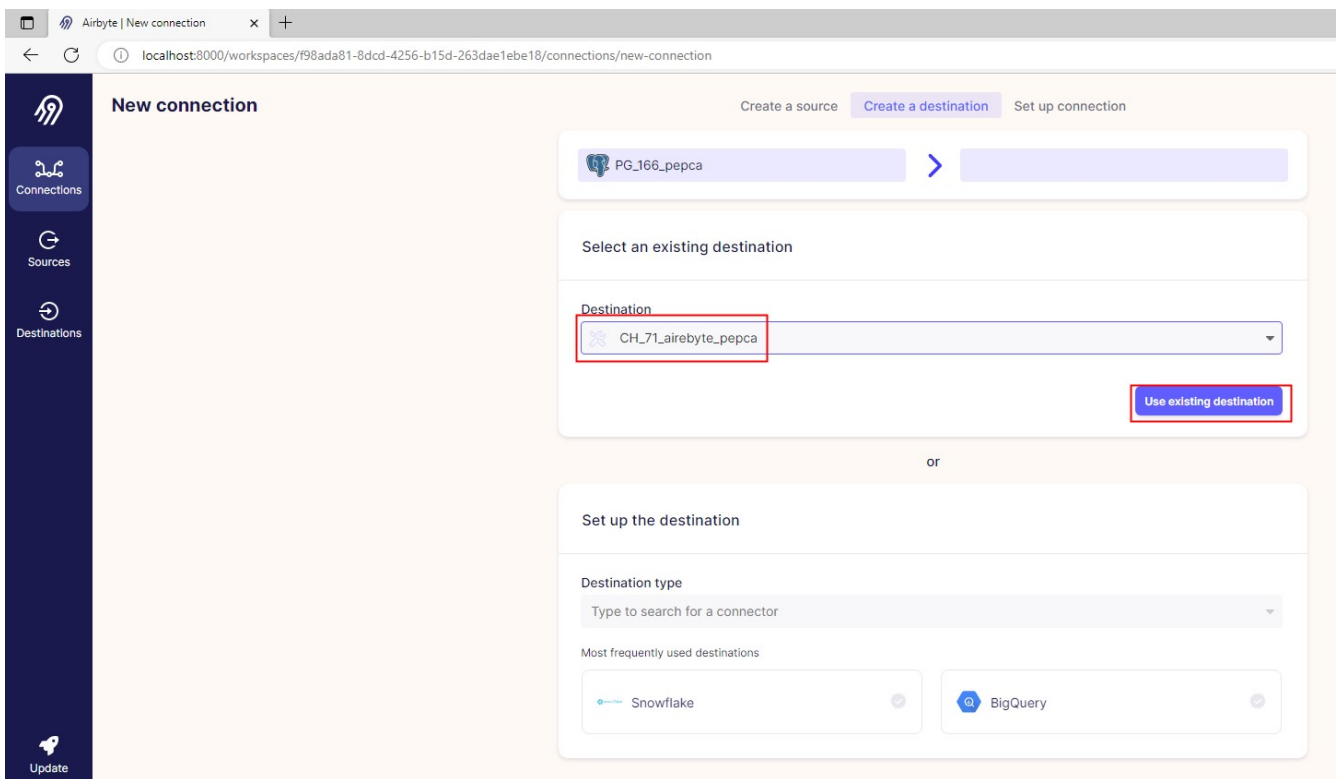 Airbyte | New connection
localhost:8000/workspaces/f98ada81-8dcd-4256-b15d-263dae1ebe18/connections/new-connection
New connection
Create a source Create a destination Set up connection
Connections
Sources
Destinations
Update
PG_166_pepca
Select an existing destination
Destination
CH_71_airebyte_pepca
Use existing destination
or
Set up the destination
Destination type
Type to search for a connector
Most frequently used destinations
Snowflake
BigQuery